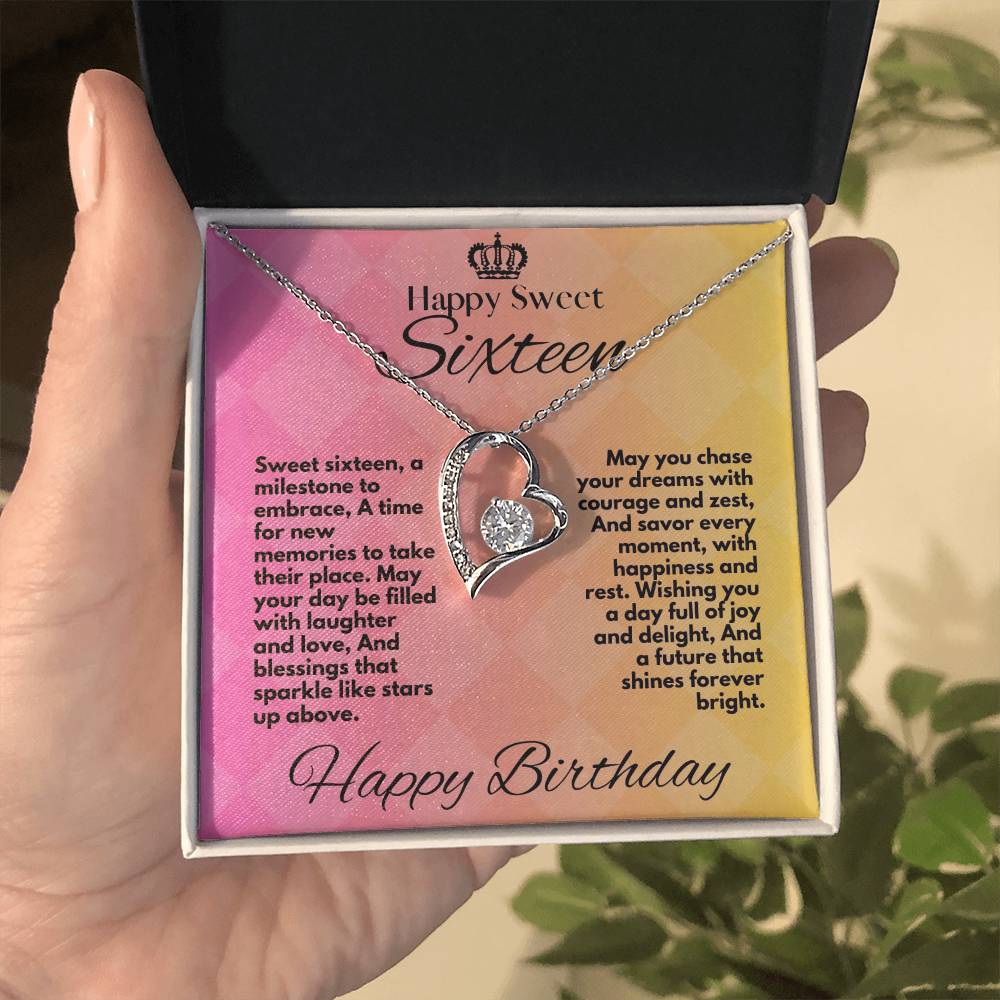 Happy Sweet
Sixteen
Sweet sixteen, a
milestone to
embrace, A time
for new
memories to take
their place. May
your day be filled
with laughter
and love, And
blessings that
sparkle like stars
up above.
May you chase
your dreams with
courage and zest,
And savor every
moment, with
happiness and
rest. Wishing you
a day full of joy
and delight, And
a future that
shines forever
bright.
Happy Birthday